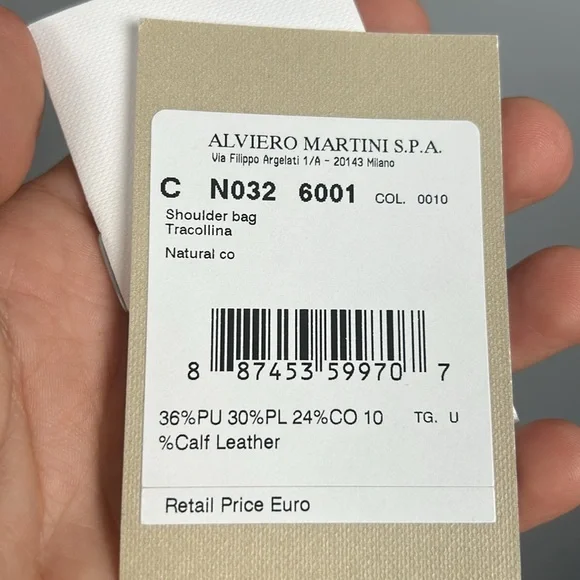 ALVIERO MARTINI S.P.A.
Via Filippo Argelati 1/A - 20143 Milano
C N032 6001 COL. 0010
Shoulder bag
Tracollina
Natural co
8 87453 59970 7
36%PU 30%PL 24%CO 10 TG. U
%Calf Leather
Retail Price Euro